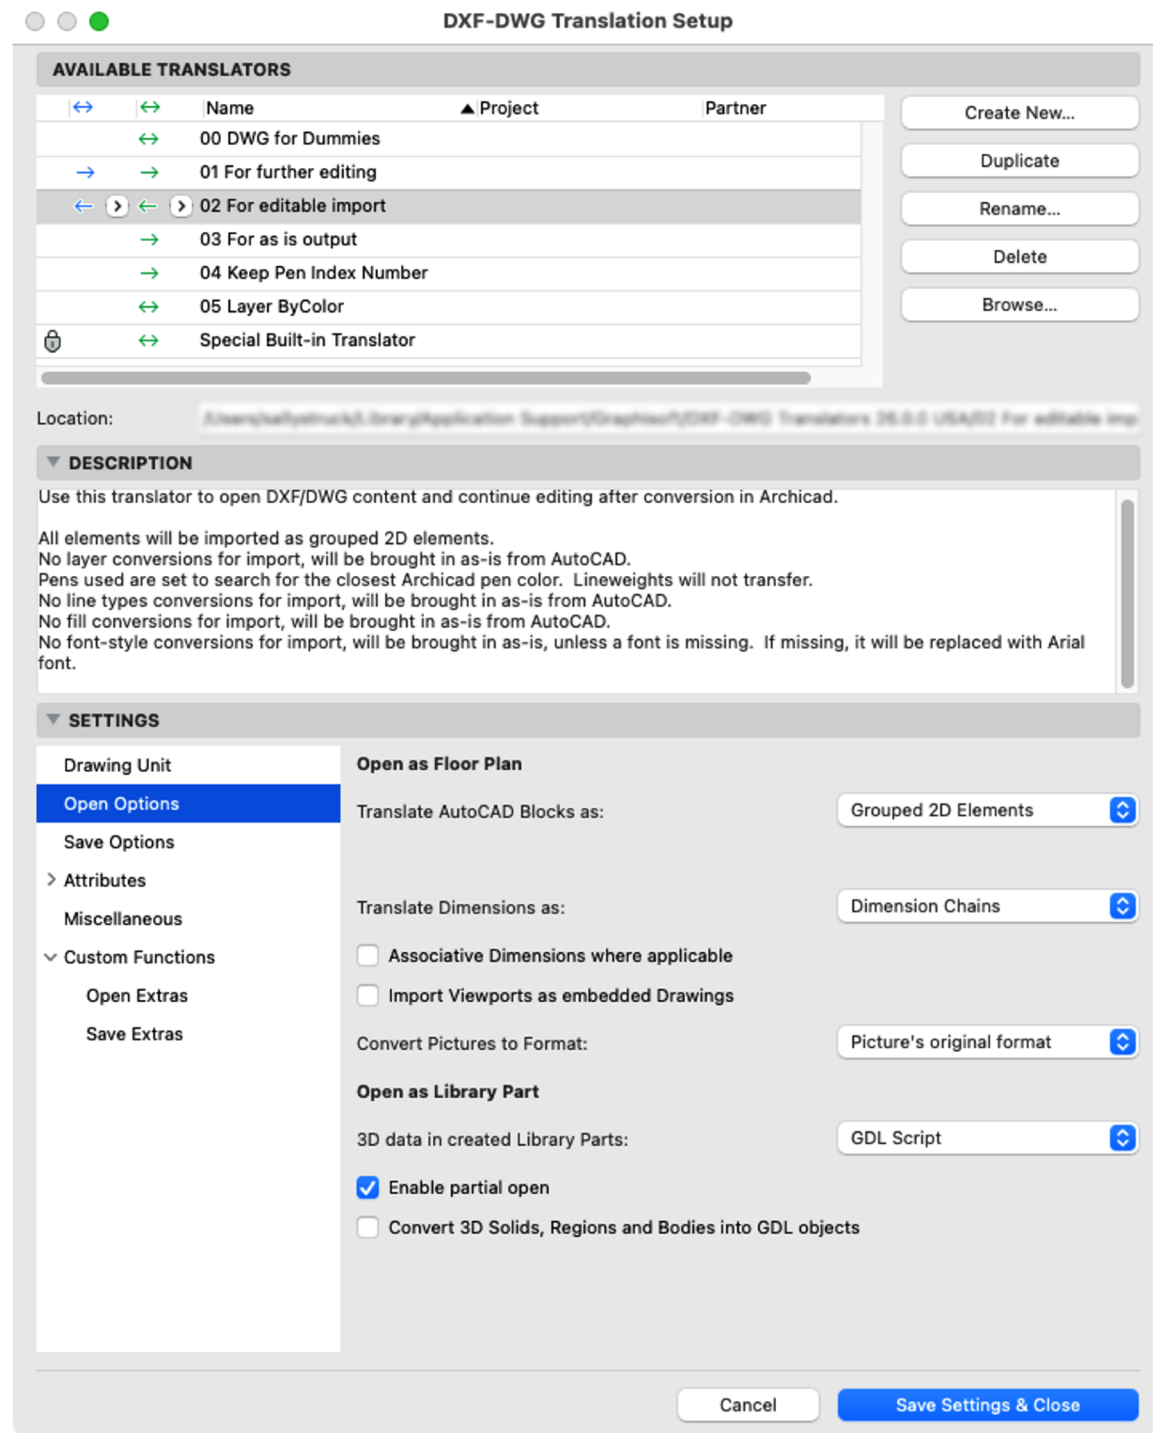 DXF-DWG Translation Setup
AVAILABLE TRANSLATORS
Name Project Partner
00 DWG for Dummies
01 For further editing
02 For editable import
03 For as is output
04 Keep Pen Index Number
05 Layer ByColor
Special Built-in Translator
Create New...
Duplicate
Rename...
Delete
Browse...
Location:
DESCRIPTION
Use this translator to open DXF/DWG content and continue editing after conversion in Archicad.
All elements will be imported as grouped 2D elements.
No layer conversions for import, will be brought in as-is from AutoCAD.
Pens used are set to search for the closest Archicad pen color.  Lineweights will not transfer.
No line types conversions for import, will be brought in as-is from AutoCAD.
No fill conversions for import, will be brought in as-is from AutoCAD.
No font-style conversions for import, will be brought in as-is, unless a font is missing.  If missing, it will be replaced with Arial
font.
SETTINGS
Drawing Unit
Open Options
Save Options
Attributes
Miscellaneous
Custom Functions
Open Extras
Save Extras
Open as Floor Plan
Translate AutoCAD Blocks as: Grouped 2D Elements
Translate Dimensions as: Dimension Chains
Associative Dimensions where applicable
Import Viewports as embedded Drawings
Convert Pictures to Format: Picture's original format
Open as Library Part
3D data in created Library Parts: GDL Script
Enable partial open
Convert 3D Solids, Regions and Bodies into GDL objects
Cancel Save Settings & Close